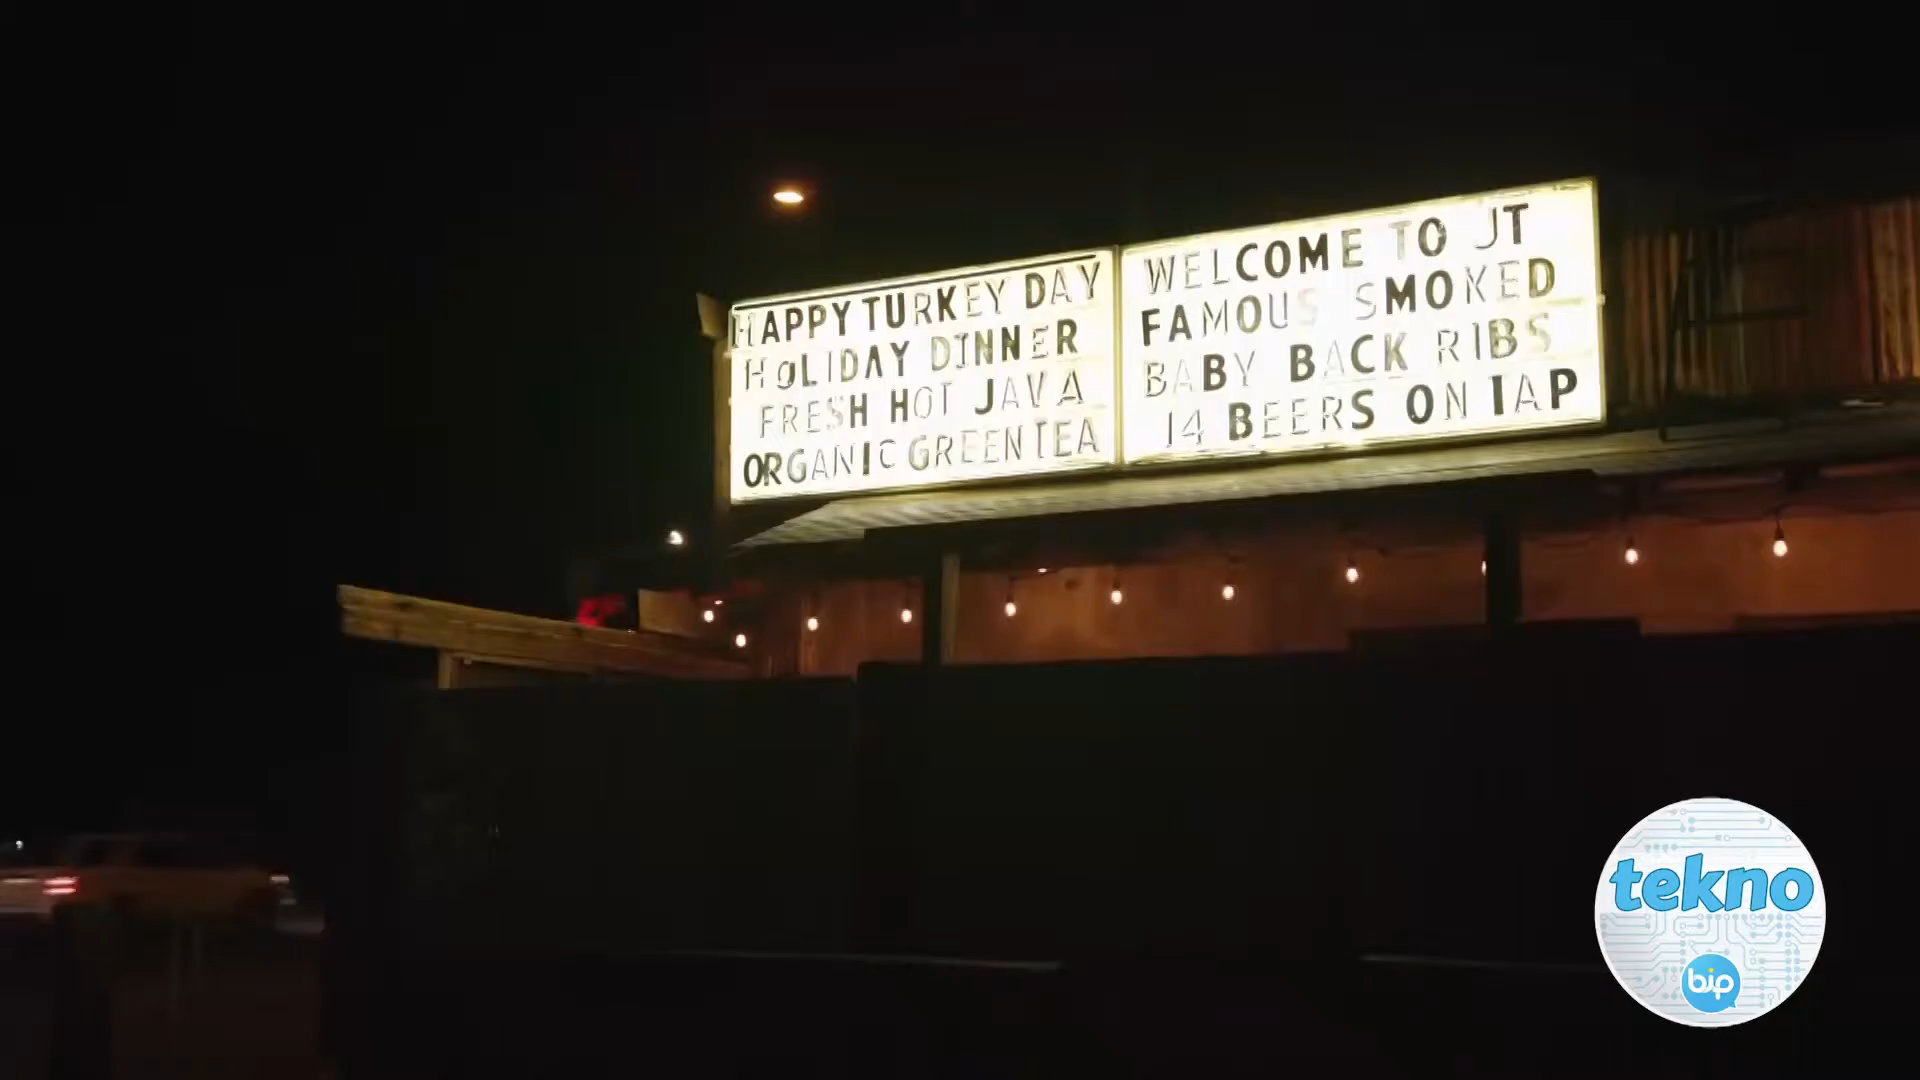 HAPPY TURKEY DAY
HOLIDAY DINNER
FRESH HOT JAVA
ORGANIC GREEN TEA
WELCOME TO JT
FAMOUS SMOKED
BABY BACK RIBS
14 BEERS ON TAP
tekno
bip